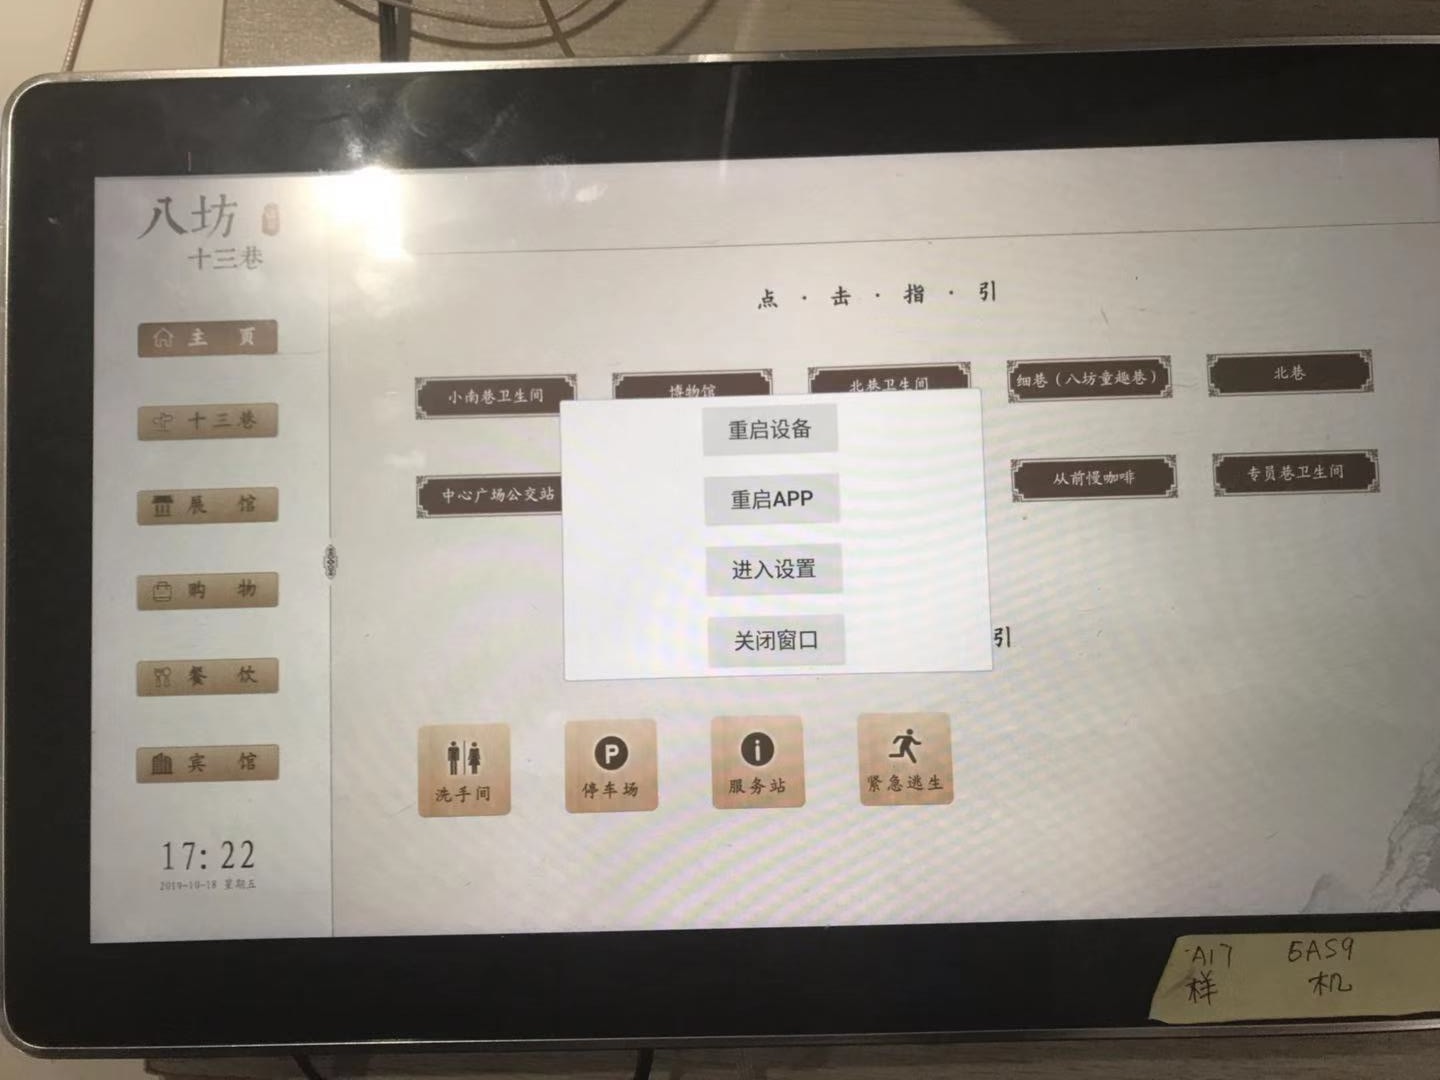 八坊
十三巷
主 页
十三巷
展 馆
购 物
餐 饮
宾 馆
17:22
2019-10-18 星期五
点·击·指·引
小南巷卫生间
博物馆
北巷卫生间
细巷(八坊童趣巷)
北巷
中心广场公交站
从前慢咖啡
专员巷卫生间
重启设备
重启APP
进入设置
关闭窗口
引
洗手间
P
停车场
i
服务站
紧急逃生
A17 5AS9
样 机